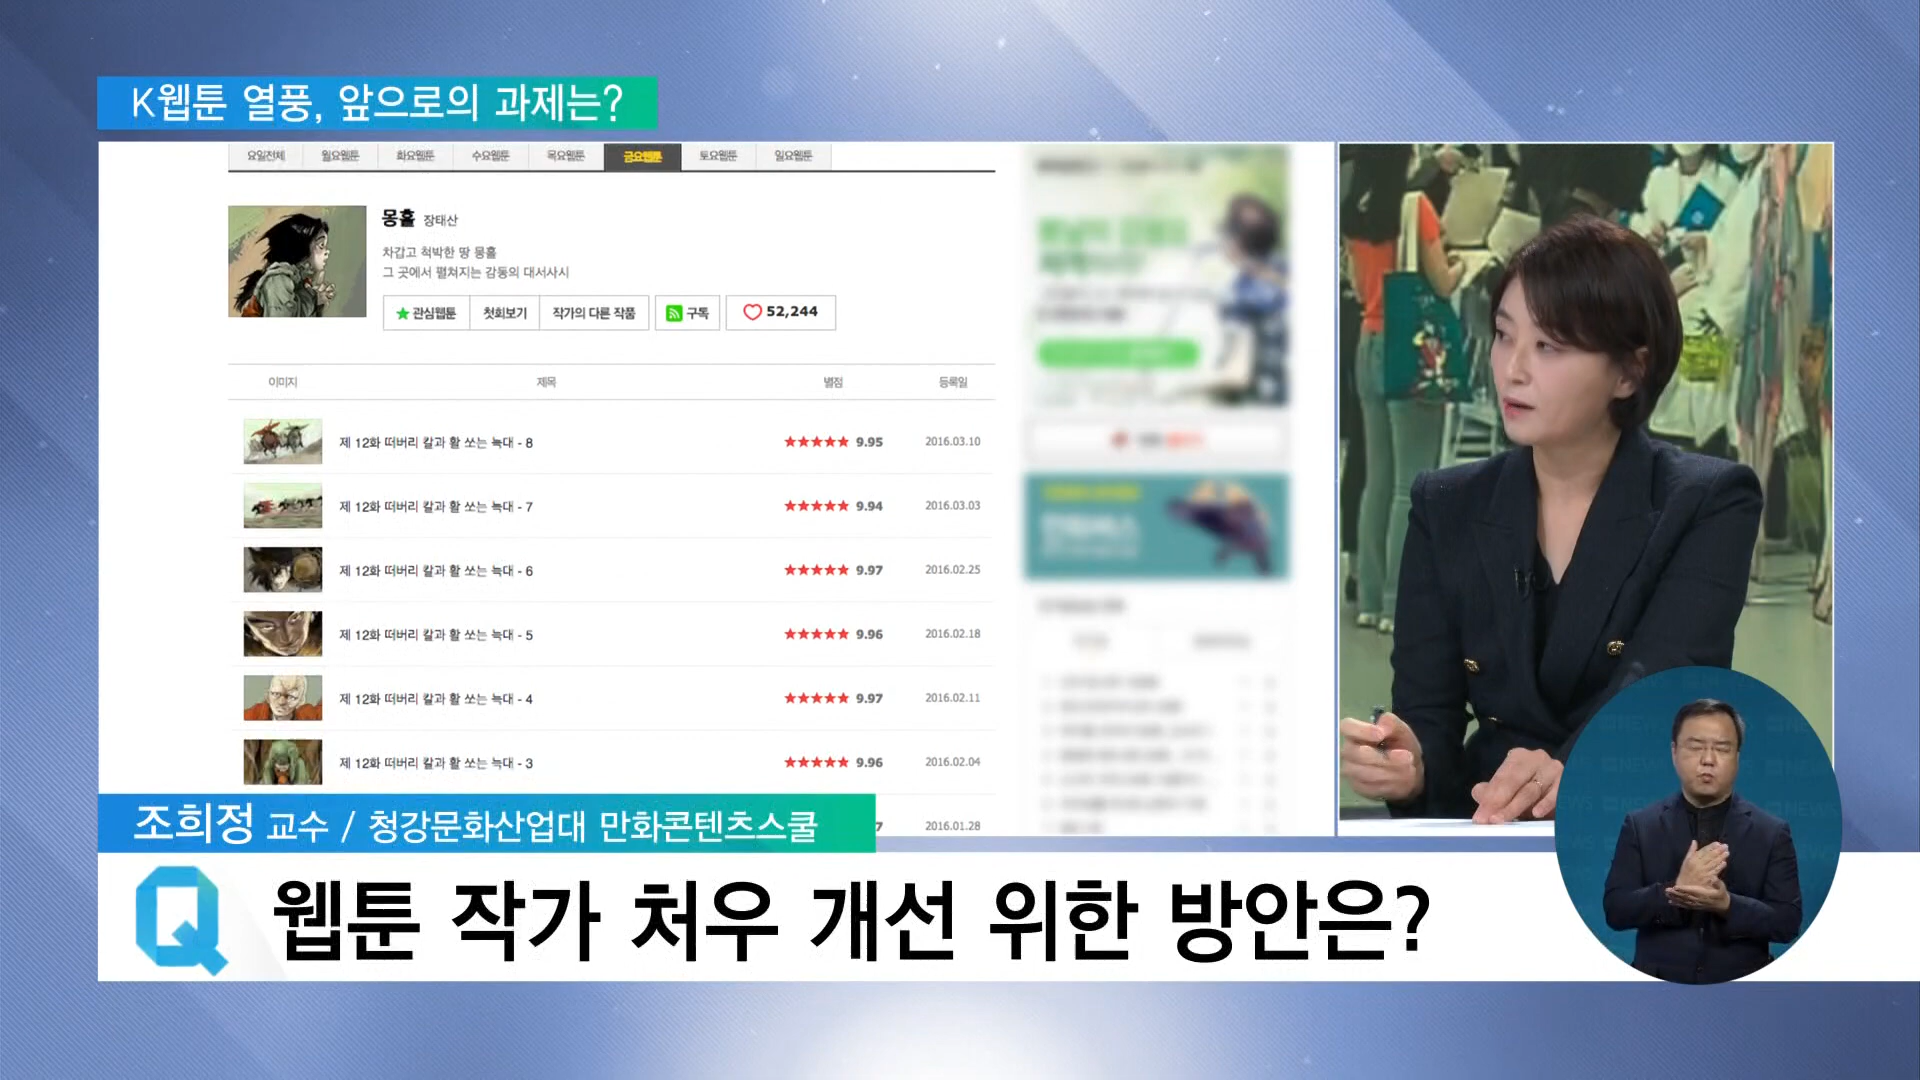 K웹툰 열풍, 앞으로의 과제는?
요일전체 월요웹툰 화요웹툰 수요웹툰 목요웹툰 금요웹툰 토요웹툰 일요웹툰
몽홀 장태산
차갑고 척박한 땅 몽홀
그 곳에서 펼쳐지는 감동의 대서사시
관심웹툰 첫회보기 작가의 다른 작품 구독 52,244
이미지 제목 별점 등록일
제 12화 떠버리 칼과 활 쏘는 늑대 - 8 ★★★★★ 9.95 2016.03.10
제 12화 떠버리 칼과 활 쏘는 늑대 - 7 ★★★★★ 9.94 2016.03.03
제 12화 떠버리 칼과 활 쏘는 늑대 - 6 ★★★★★ 9.97 2016.02.25
제 12화 떠버리 칼과 활 쏘는 늑대 - 5 ★★★★★ 9.96 2016.02.18
제 12화 떠버리 칼과 활 쏘는 늑대 - 4 ★★★★★ 9.97 2016.02.11
제 12화 떠버리 칼과 활 쏘는 늑대 - 3 ★★★★★ 9.96 2016.02.04
7 2016.01.28
조희정 교수 / 청강문화산업대 만화콘텐츠스쿨
Q 웹툰 작가 처우 개선 위한 방안은?